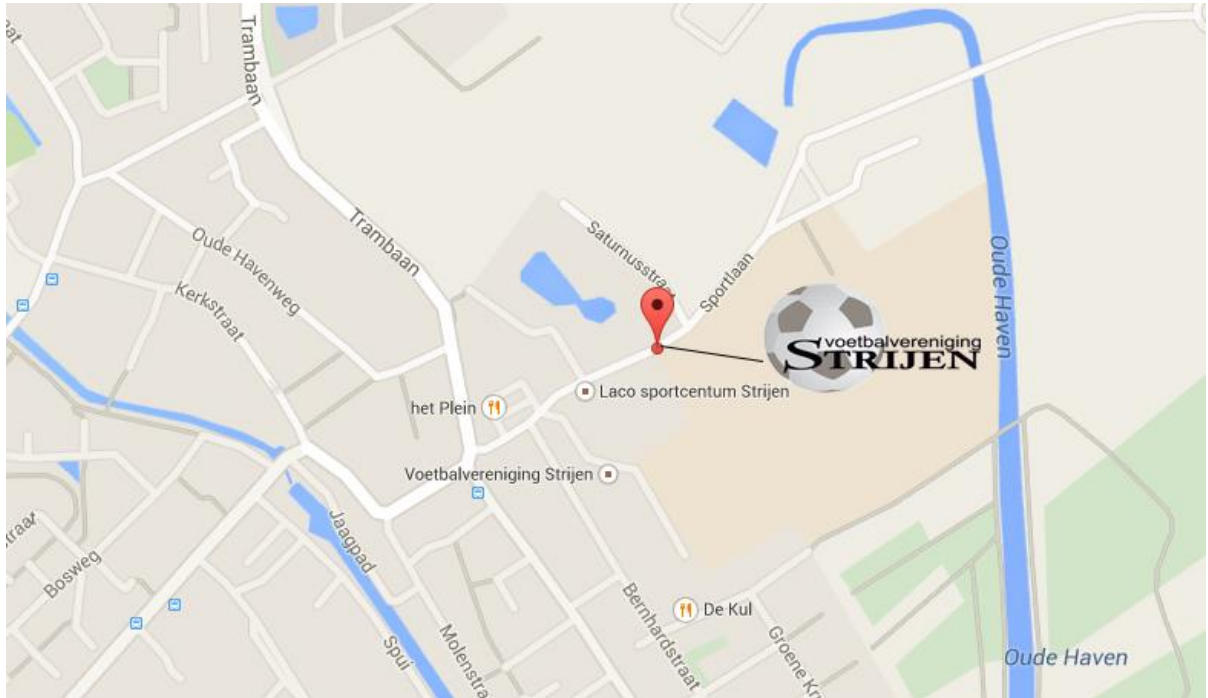 Trambaan
Trambaan
Oude Havenweg
Kerkstraat
Saturnusstraat
Sportlaan
Oude Haven
voetbalvereniging
STRIJEN
Laco sportcentum Strijen
het Plein
Voetbalvereniging Strijen
straat
Bosweg
Jaagpad
Spui
Molenstra
Bernhardstraat
De Kul
Groene Kr
Oude Haven